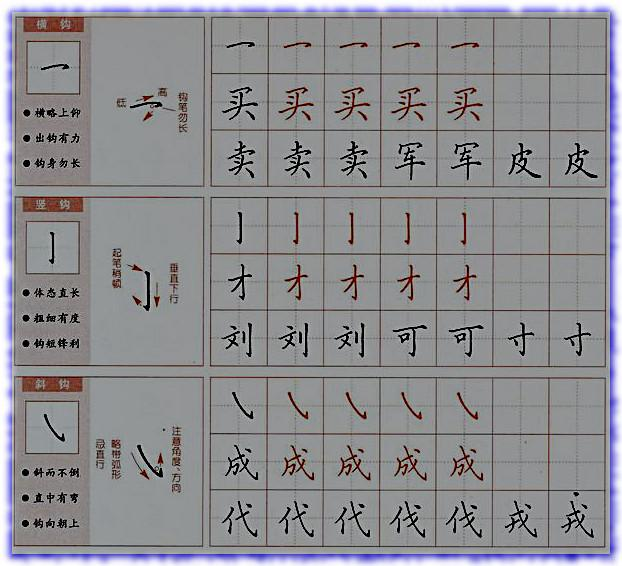 横钩
● 横略上仰
● 出钩有力
● 钩身勿长
低
高
钩笔勿长
买 买 买 买 买
卖 卖 卖 军 军 皮 皮
竖钩
亅
● 体态直长
● 粗细有度
● 钩短锋利
起笔稍顿
垂直下行
亅 亅 亅 亅 亅
才 才 才 才 才
刘 刘 刘 可 可 寸 寸
斜钩
㇂
● 斜而不倒
● 直中有弯
● 钩向朝上
忌直行
略带弧形
注意角度、方向
㇂ ㇂ ㇂ ㇂ ㇂
成 成 成 成 成
代 代 代 伐 伐 戎 戎